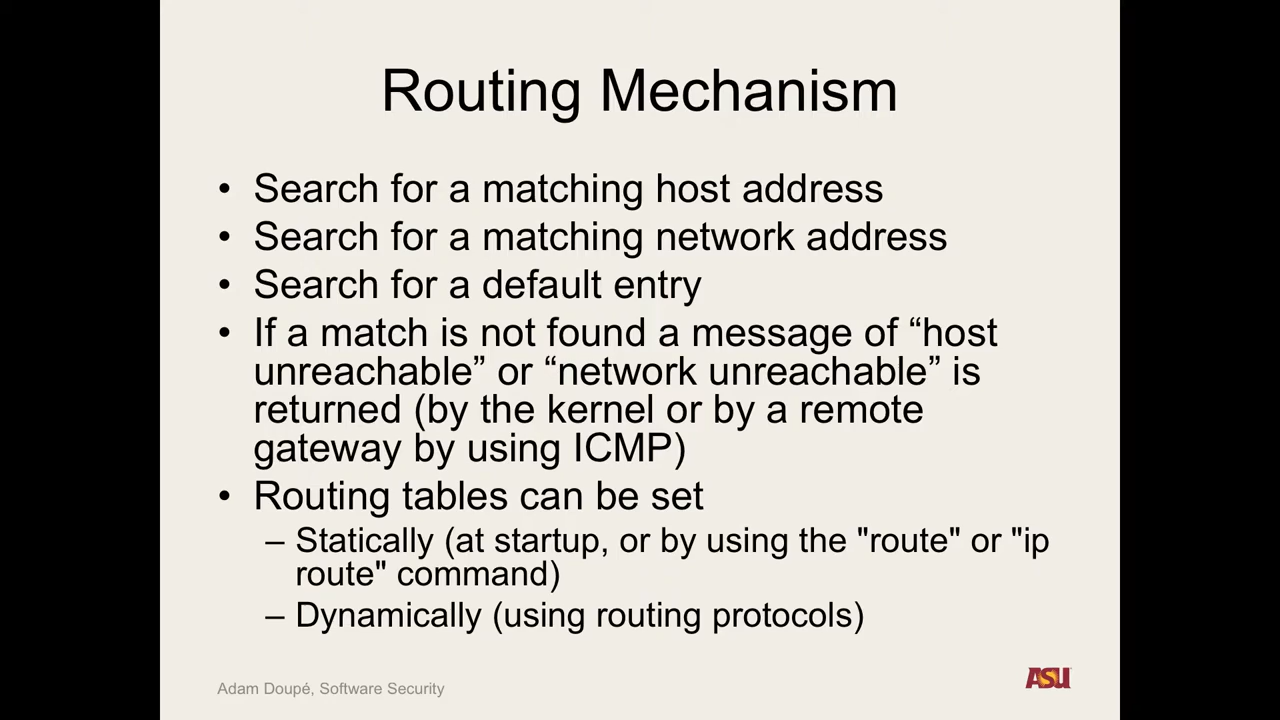 Routing Mechanism
• Search for a matching host address
• Search for a matching network address
• Search for a default entry
• If a match is not found a message of “host
unreachable” or “network unreachable” is
returned (by the kernel or by a remote
gateway by using ICMP)
• Routing tables can be set
– Statically (at startup, or by using the "route" or "ip
route" command)
– Dynamically (using routing protocols)
Adam Doupé, Software Security
ASU